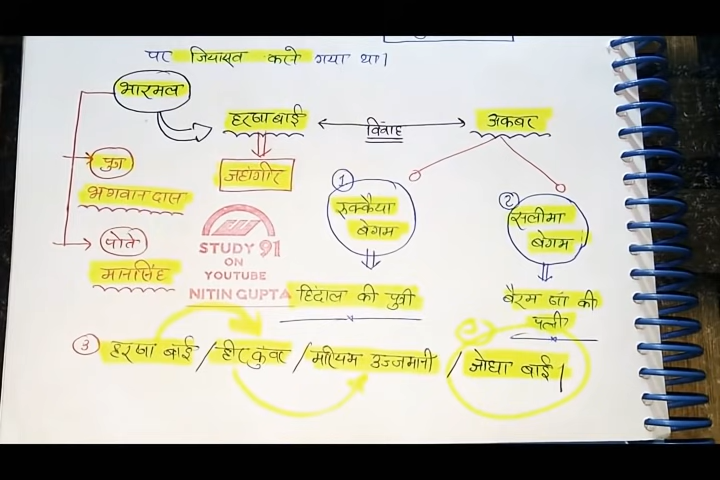 पर जियारत करने गया था।
भारमल
हरखाबाई
विवाह
अकबर
पुत्र
भगवान दास
जहांगीर
1
रुक्कैया
बेगम
2
सलीमा
बेगम
पोते
मानसिंह
STUDY 91
ON
YOUTUBE
NITIN GUPTA
हिंदाल की पुत्री
बैरम खां की
पत्नी
3 हरखा बाई / हीर कुंवर / मरियम उज्जमानी / जोधा बाई |